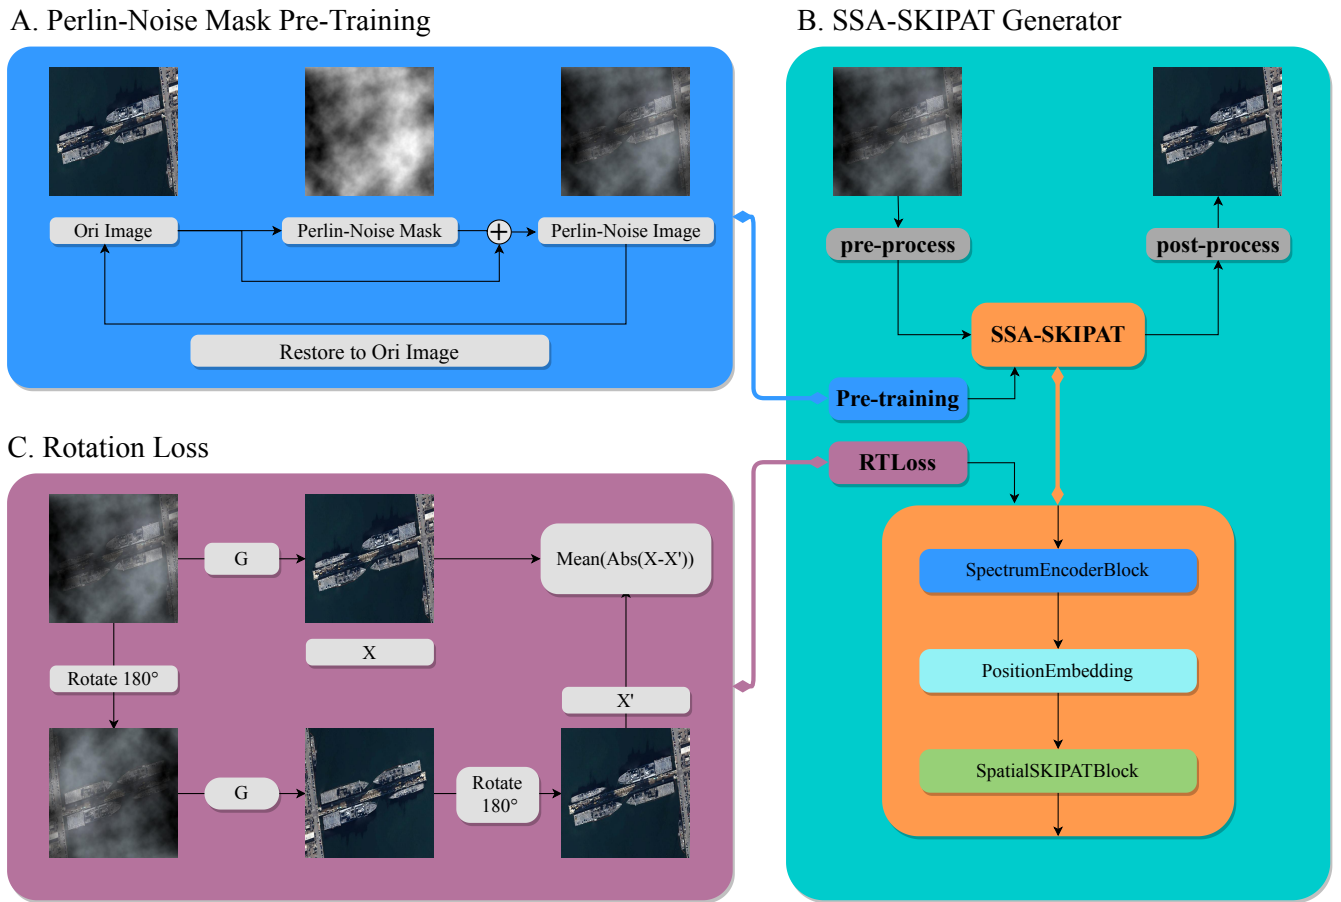 A. Perlin-Noise Mask Pre-Training
Ori Image
Perlin-Noise Mask
Perlin-Noise Image
Restore to Ori Image
B. SSA-SKIPAT Generator
pre-process
post-process
SSA-SKIPAT
Pre-training
RTLoss
SpectrumEncoderBlock
PositionEmbedding
SpatialSKIPATBlock
C. Rotation Loss
G
Mean(Abs(X-X'))
X
Rotate 180°
X'
G
Rotate
180°